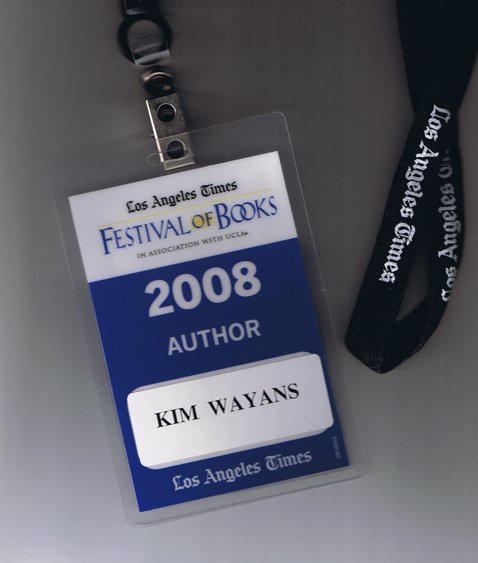 Los Angeles Times
FESTIVAL OF BOOKS
IN ASSOCIATION WITH UCLA
2008
AUTHOR
KIM WAYANS
Los Angeles Times
Los Angeles Times
Los Angeles